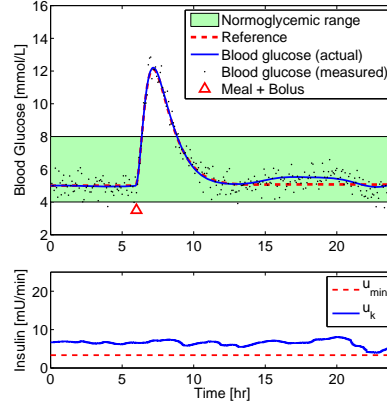 16
14
12
10
8
6
4
2
Blood Glucose [mmol/L]
Normoglycemic range
Reference
Blood glucose (actual)
Blood glucose (measured)
Meal + Bolus
0 5 10 15 20
20
10
0
Insulin [mU/min]
u_min
u_k
0 5 10 15 20
Time [hr]